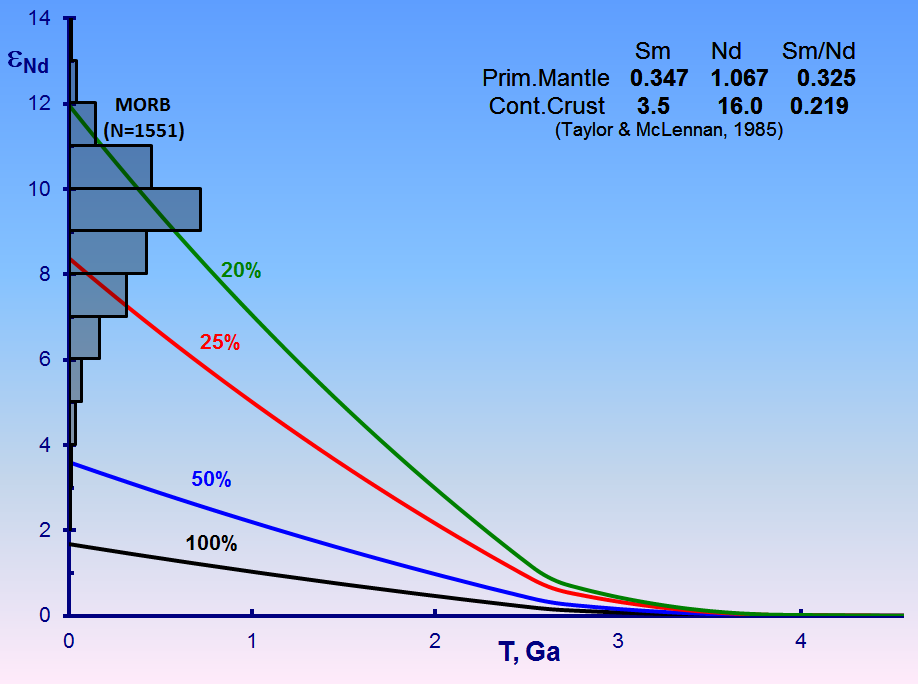 14
εNd
Sm Nd Sm/Nd
Prim.Mantle 0.347 1.067 0.325
12
MORB
Cont.Crust 3.5 16.0 0.219
(N=1551)
(Taylor & McLennan, 1985)
10
8
20%
25%
6
4
50%
2
100%
0
0 1 2 3 4
T, Ga